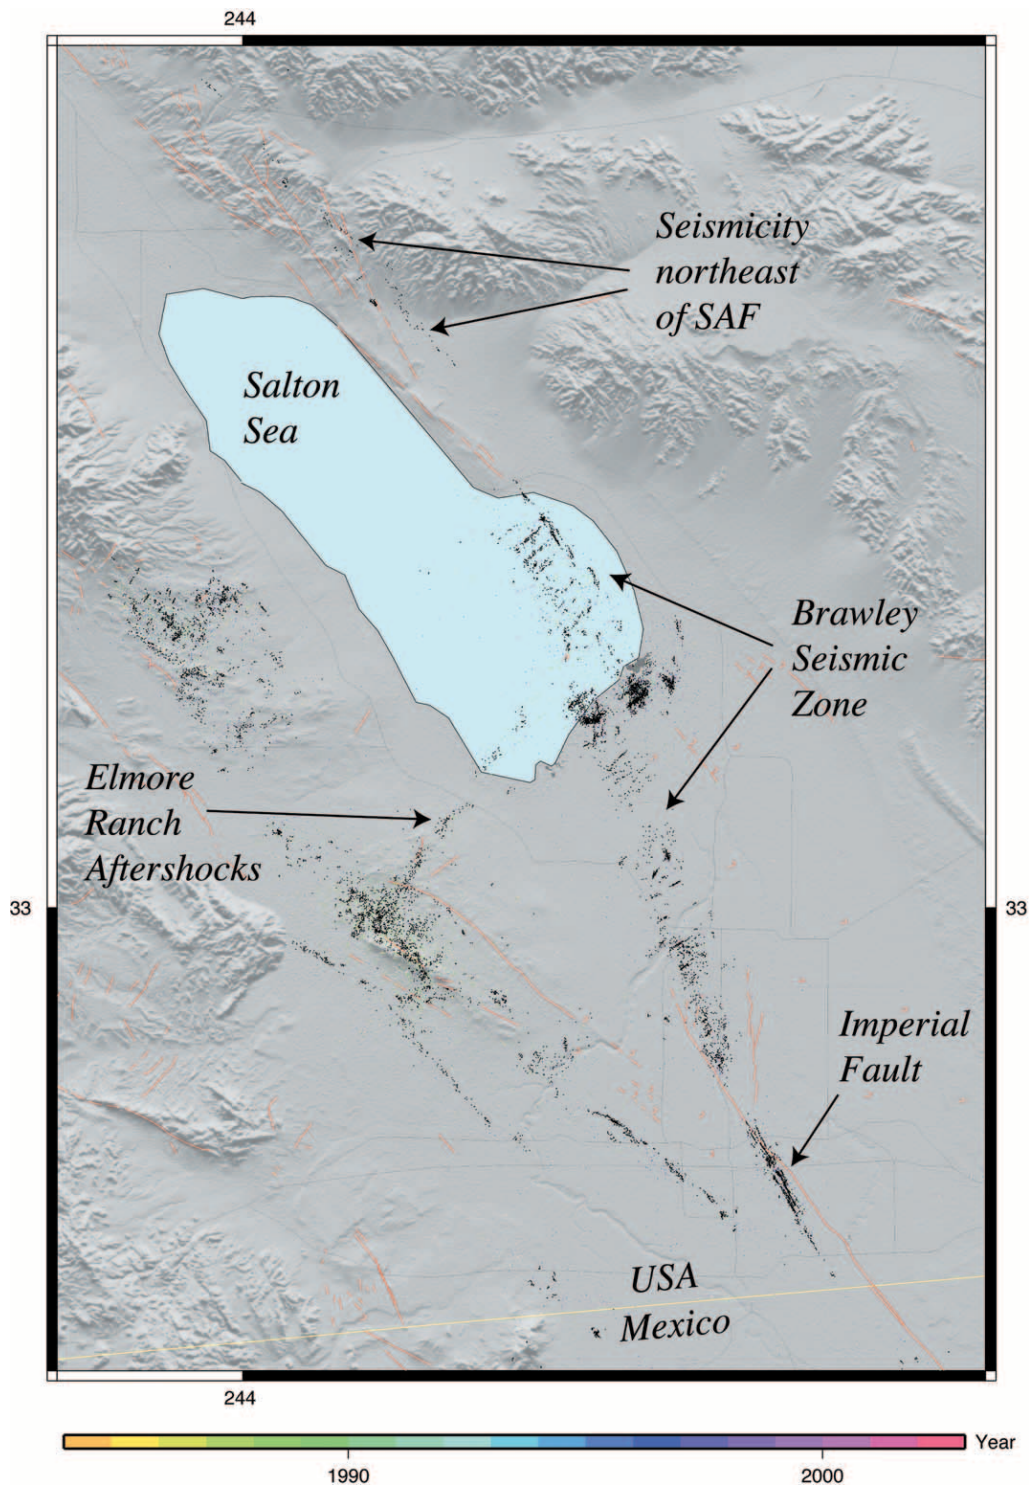 244
Seismicity
northeast
of SAF
Salton
Sea
Brawley
Seismic
Zone
Elmore
Ranch
Aftershocks
33
33
Imperial
Fault
USA
Mexico
244
Year
1990
2000